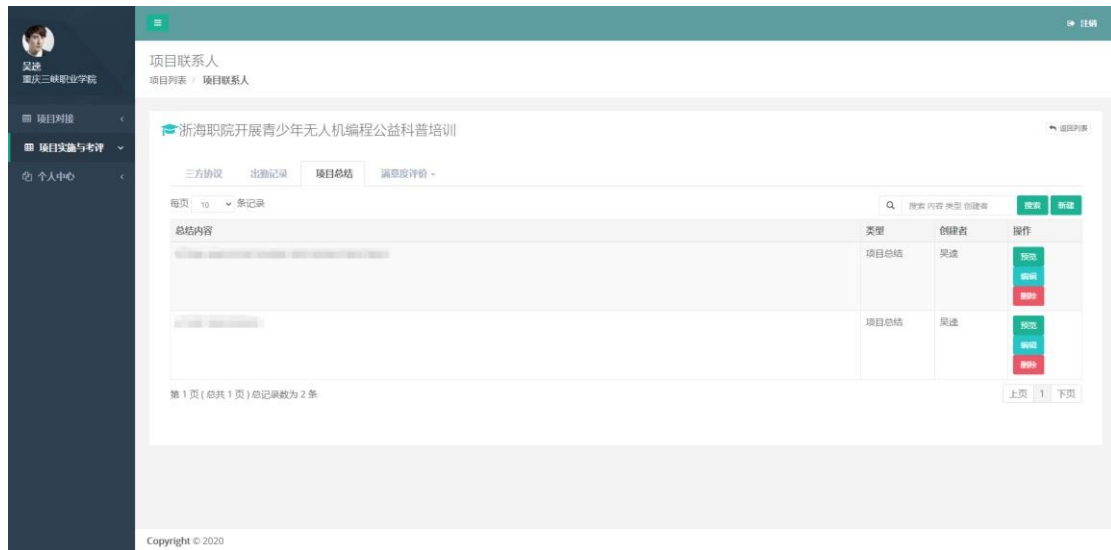 注销
吴迪
重庆三峡职业学院
项目联系人
项目列表 / 项目联系人
项目对接
项目实施与考评
个人中心
浙海职院开展青少年无人机编程公益科普培训
返回列表
三方协议 出勤记录 项目总结 满意度评价
每页 10 条记录
搜索 内容 类型 创建者 搜索 新建
总结内容 类型 创建者 操作
项目总结 吴迪 预览
编辑
删除
项目总结 吴迪 预览
编辑
删除
第 1 页 ( 总共 1 页 ) 总记录数为 2 条
上页 1 下页
Copyright © 2020